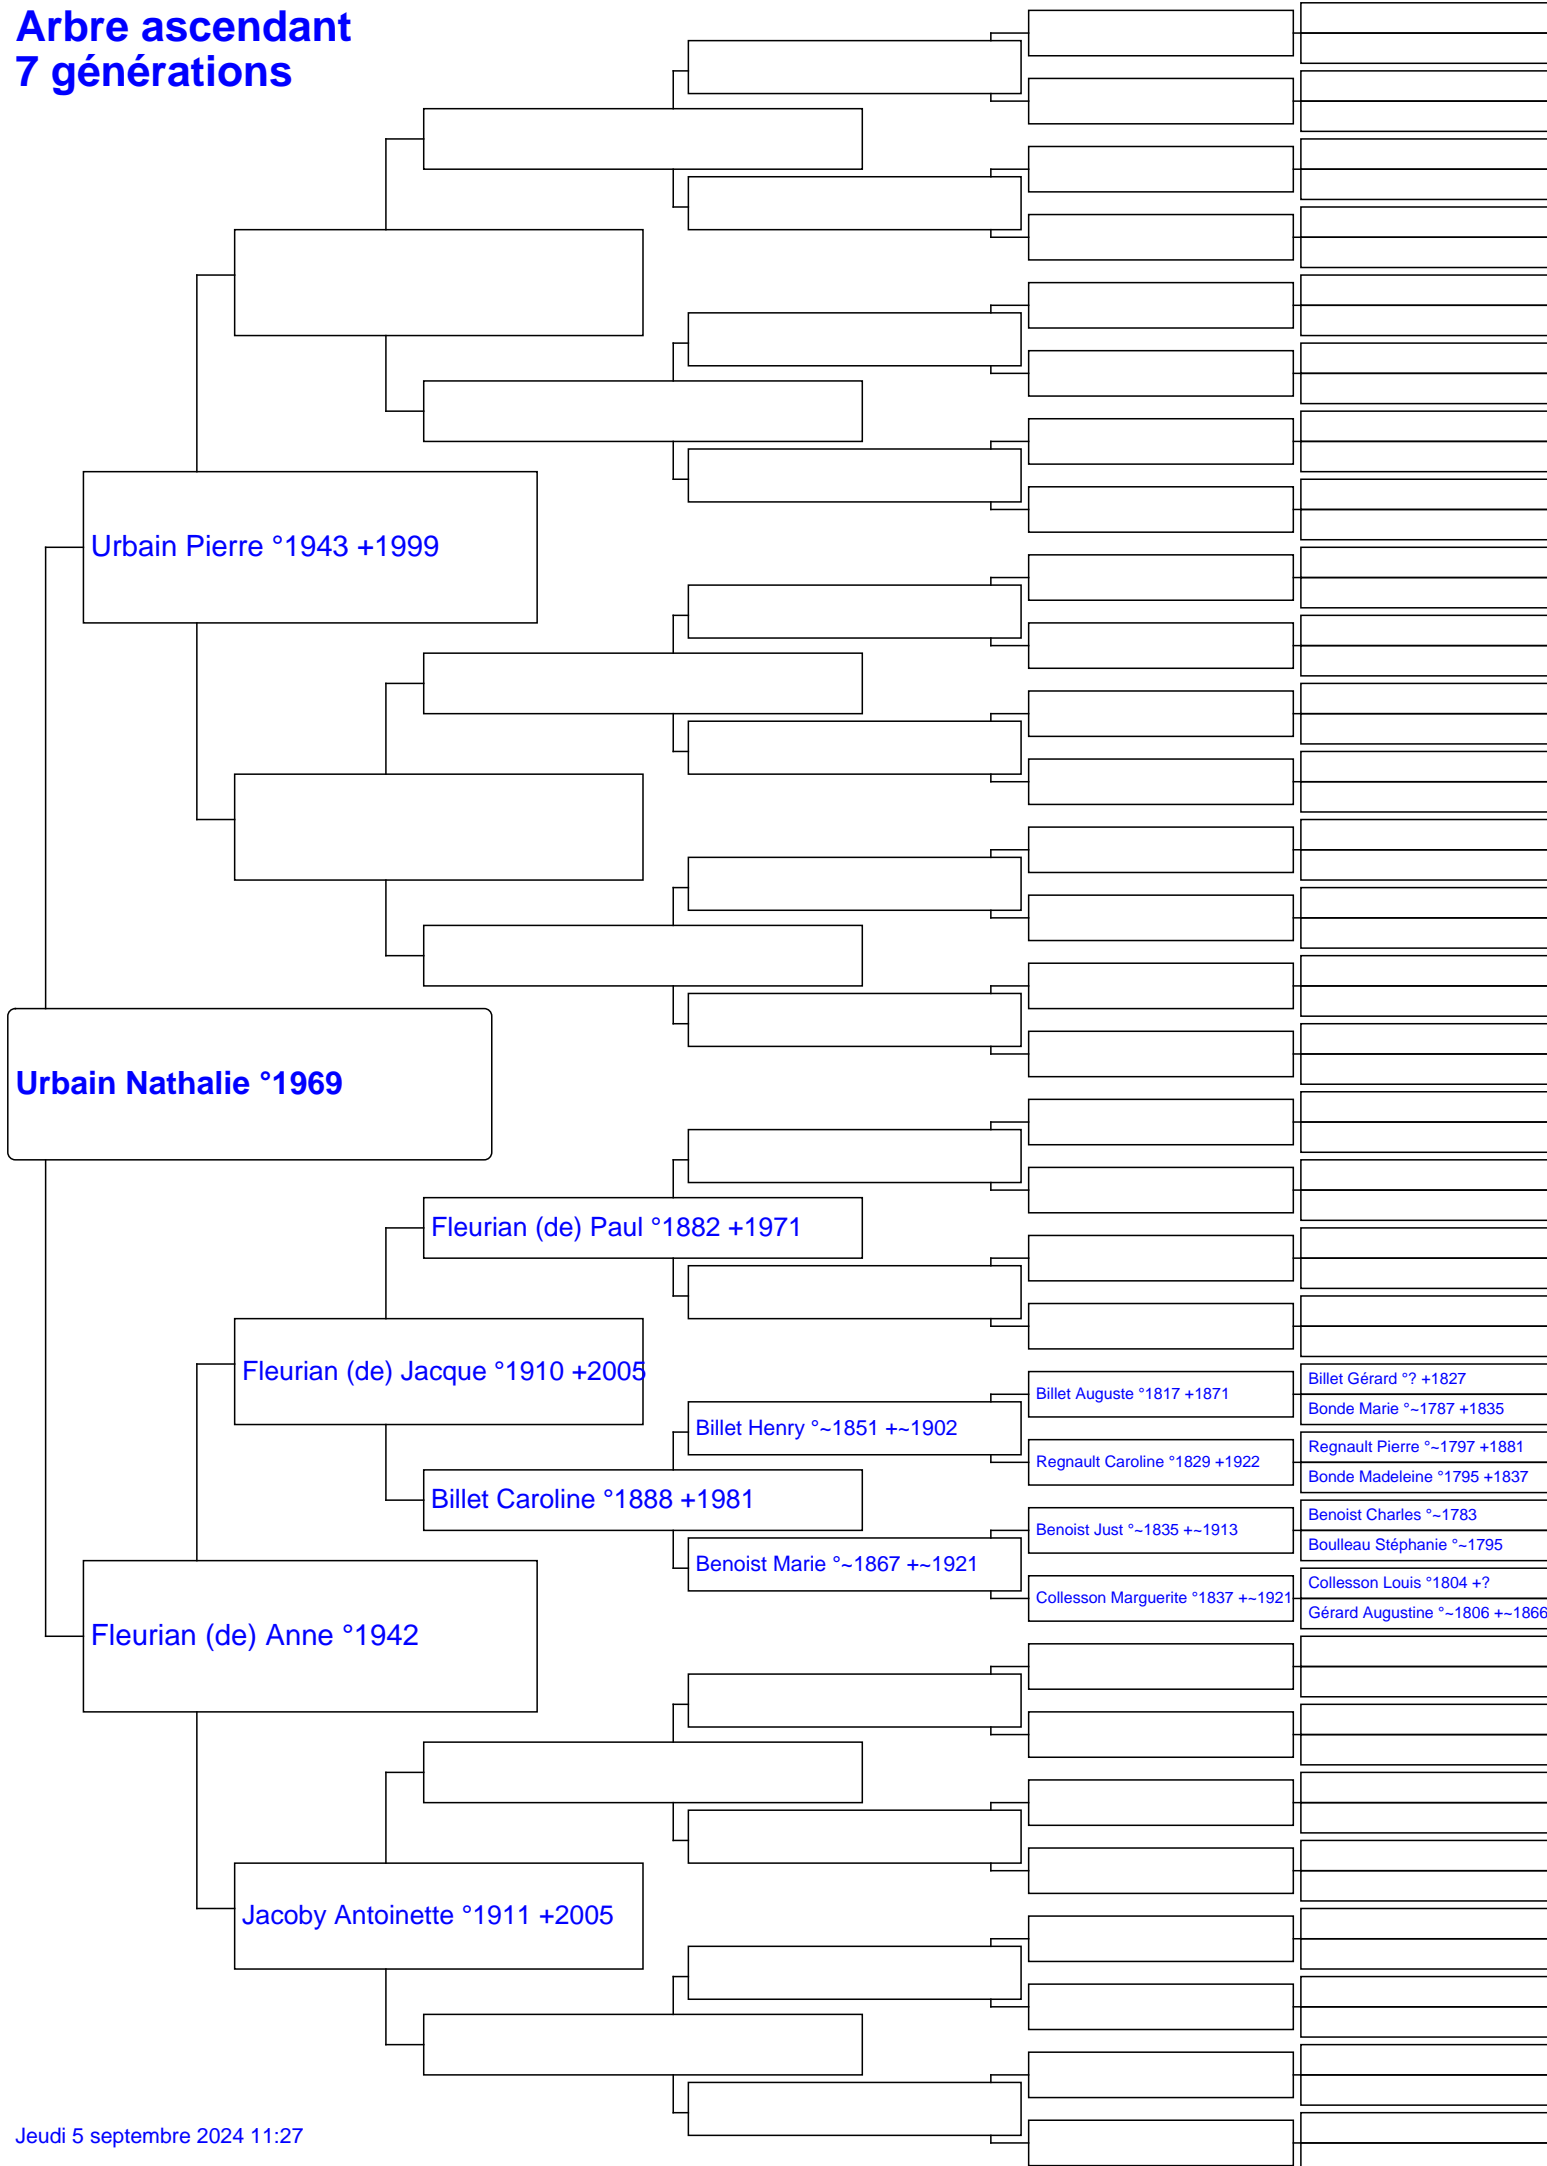 Arbre ascendant
7 générations
Urbain Pierre °1943 +1999
Urbain Nathalie °1969
Fleurian (de) Paul °1882 +1971
Fleurian (de) Jacque °1910 +2005
Billet Auguste °1817 +1871
Billet Gérard °? +1827
Bonde Marie °~1787 +1835
Billet Henry °~1851 +~1902
Regnault Caroline °1829 +1922
Regnault Pierre °~1797 +1881
Bonde Madeleine °1795 +1837
Billet Caroline °1888 +1981
Benoist Just °~1835 +~1913
Benoist Charles °~1783
Boulleau Stéphanie °~1795
Benoist Marie °~1867 +~1921
Collesson Marguerite °1837 +~1921
Collesson Louis °1804 +?
Gérard Augustine °~1806 +~1866
Fleurian (de) Anne °1942
Jacoby Antoinette °1911 +2005
Jeudi 5 septembre 2024 11:27